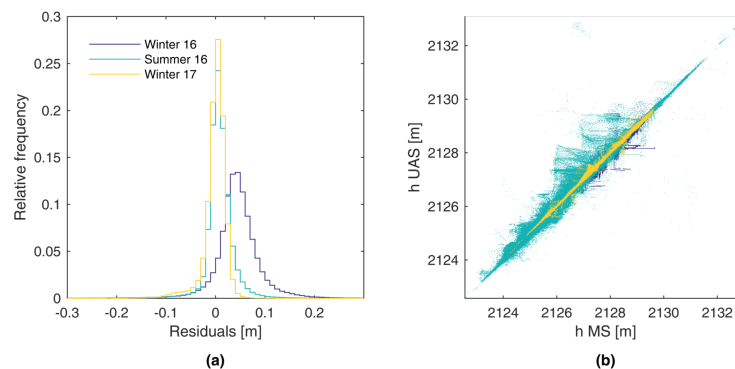 0.3
0.25
0.2
0.15
0.1
0.05
0
Relative frequency
Winter 16
Summer 16
Winter 17
-0.3 -0.2 -0.1 0 0.1 0.2
Residuals [m]
(a)
2132
2130
2128
2126
2124
h UAS [m]
2124 2126 2128 2130 2132
h MS [m]
(b)